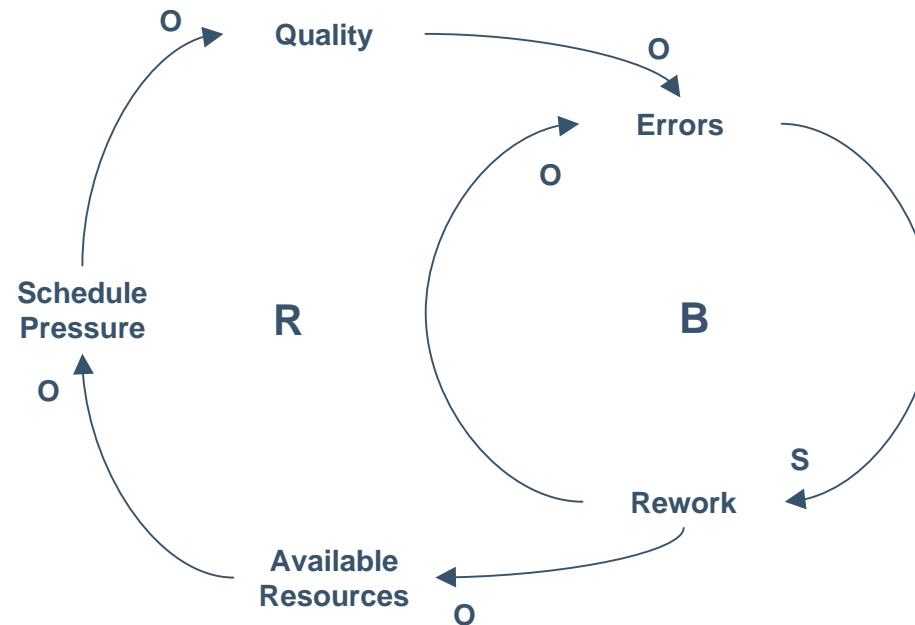 O
Quality
O
Errors
O
Schedule
Pressure
R
B
O
S
Rework
Available
Resources
O